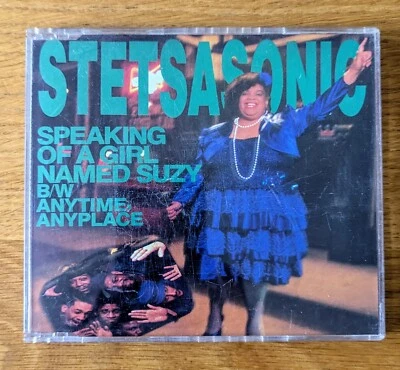 STETSASONIC
SPEAKING
OF A GIRL
NAMED SUZY
B/W
ANYTIME,
ANYPLACE